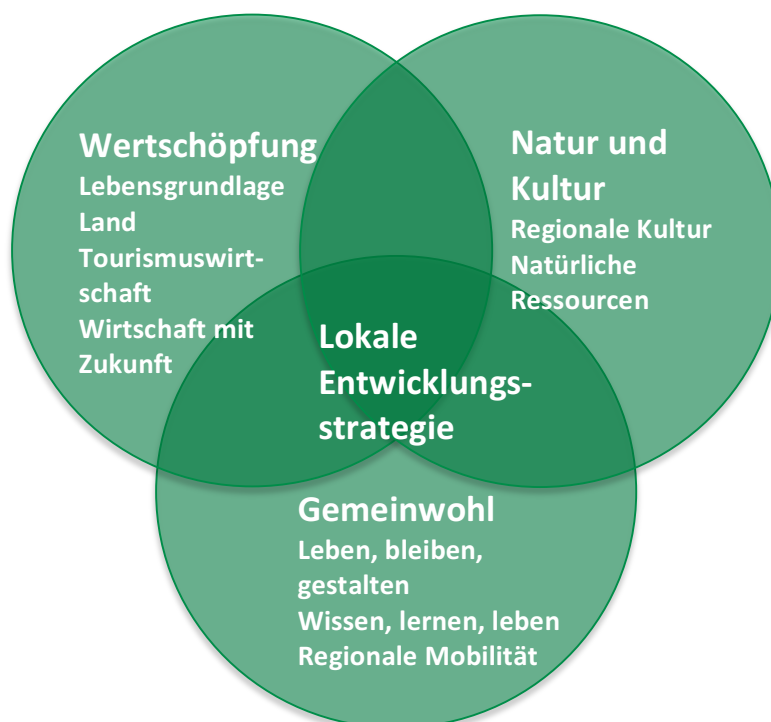 Wertschöpfung
Lebensgrundlage
Land
Tourismuswirt-
schaft
Wirtschaft mit
Zukunft
Natur und
Kultur
Regionale Kultur
Natürliche
Ressourcen
Lokale
Entwicklungs-
strategie
Gemeinwohl
Leben, bleiben,
gestalten
Wissen, lernen, leben
Regionale Mobilität